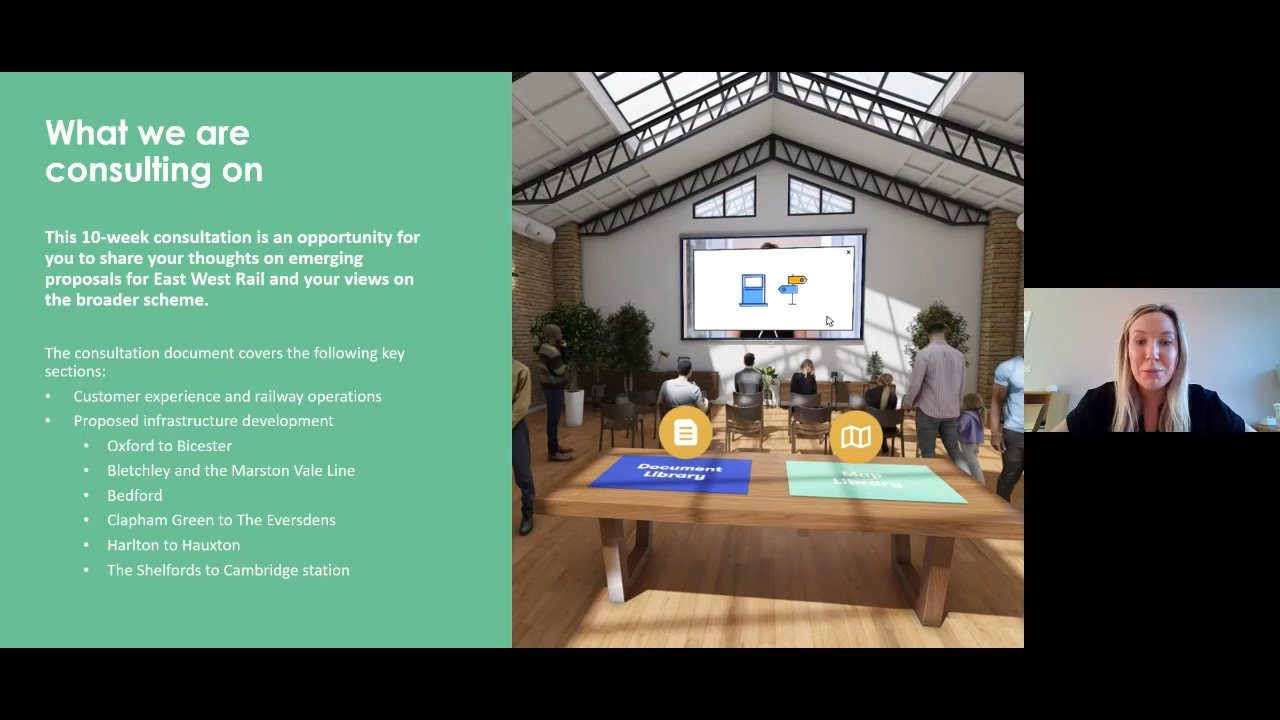 What we are
consulting on
This 10-week consultation is an opportunity for
you to share your thoughts on emerging
proposals for East West Rail and your views on
the broader scheme.
The consultation document covers the following key
sections:
• Customer experience and railway operations
• Proposed infrastructure development
• Oxford to Bicester
• Bletchley and the Marston Vale Line
• Bedford
• Clapham Green to The Eversdens
• Harlton to Hauxton
• The Shelfords to Cambridge station
Document
Library
Map
Library